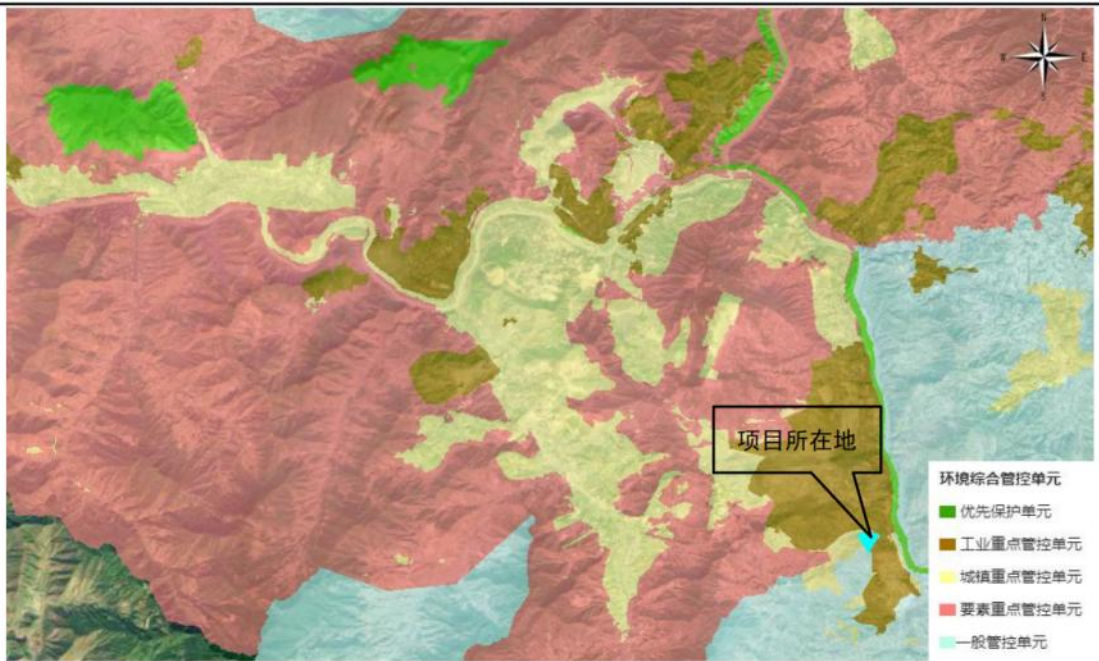 N
W
E
S
项目所在地
环境综合管控单元
优先保护单元
工业重点管控单元
城镇重点管控单元
要素重点管控单元
一般管控单元